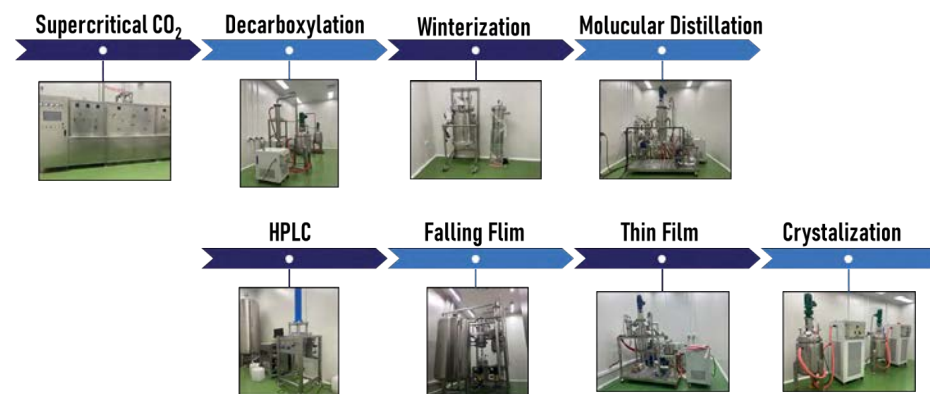 Supercritical CO₂
Decarboxylation
Winterization
Molucular Distillation
HPLC
Falling Flim
Thin Film
Crystalization